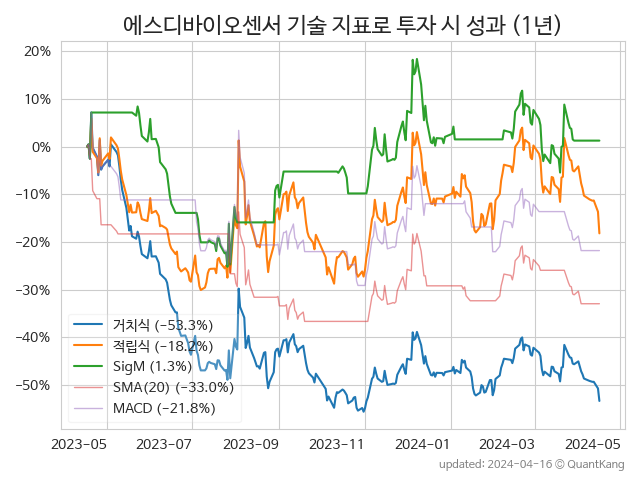 에스디바이오센서 기술 지표로 투자 시 성과 (1년)
20%
10%
0%
−10%
−20%
−30%
−40%
−50%
거치식 (−53.3%)
적립식 (−18.2%)
SigM (1.3%)
SMA(20) (−33.0%)
MACD (−21.8%)
2023−05 2023−07 2023−09 2023−11 2024−01 2024−03 2024−05
updated: 2024−04−16 © QuantKang